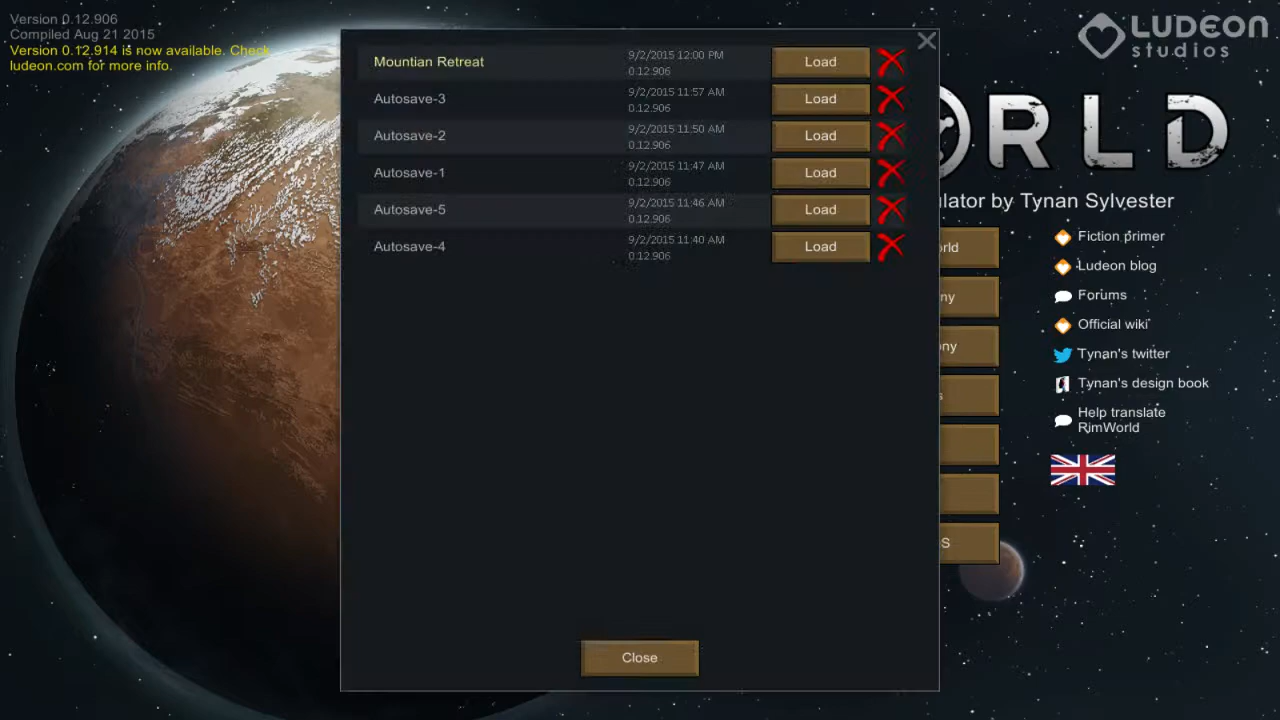 Version 0.12.906
Compiled Aug 21 2015
Version 0.12.914 is now available. Check
ludeon.com for more info.
LUDEON
studios
Mountian Retreat
9/2/2015 12:00 PM
0.12.906
Load
Autosave-3
9/2/2015 11:57 AM
0.12.906
Load
Autosave-2
9/2/2015 11:50 AM
0.12.906
Load
Autosave-1
9/2/2015 11:47 AM
0.12.906
Load
Autosave-5
9/2/2015 11:46 AM
0.12.906
Load
Autosave-4
9/2/2015 11:40 AM
0.12.906
Load
Close
ORLD
ulator by Tynan Sylvester
orld
ny
ony
s
S
Fiction primer
Ludeon blog
Forums
Official wiki
Tynan's twitter
Tynan's design book
Help translate
RimWorld